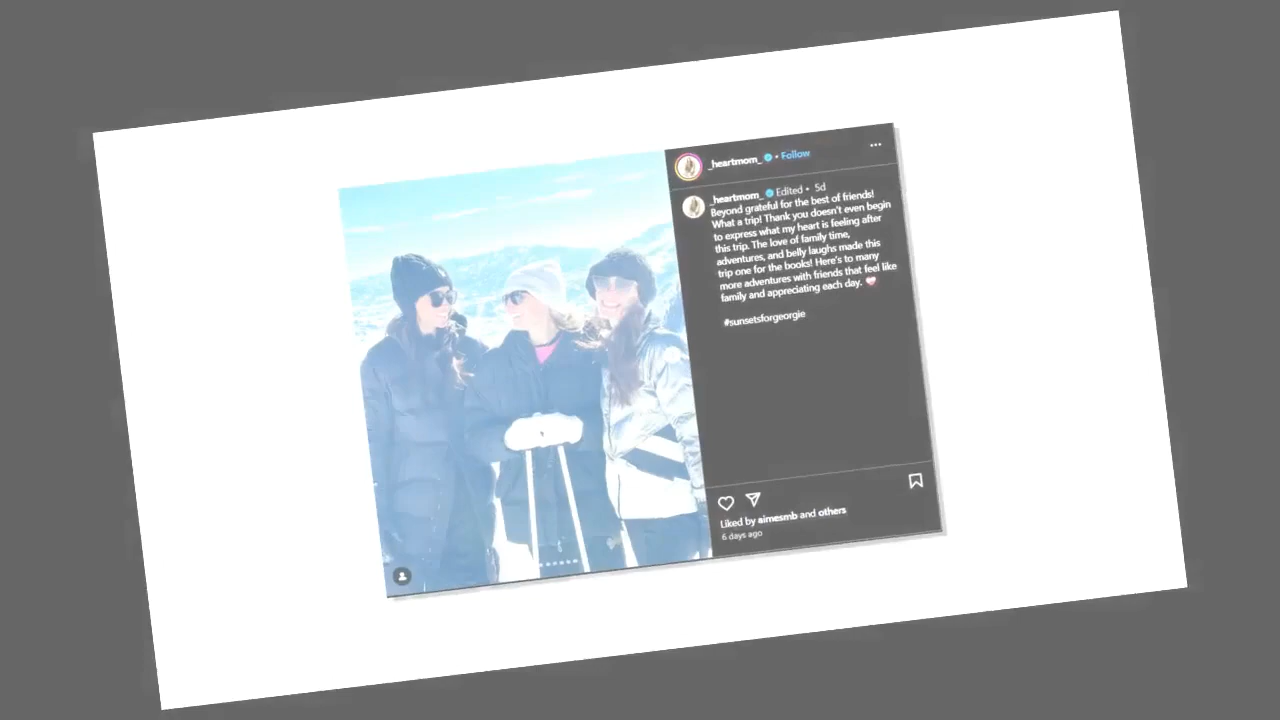 _heartmom_ • Follow
_heartmom_ Edited • 5d
Beyond grateful for the best of friends!
What a trip! Thank you doesn't even begin
to express what my heart is feeling after
this trip. The love of family time,
adventures, and belly laughs made this
trip one for the books! Here's to many
more adventures with friends that feel like
family and appreciating each day.
#sunsetsforgeorgie
Liked by aimesmb and others
6 days ago